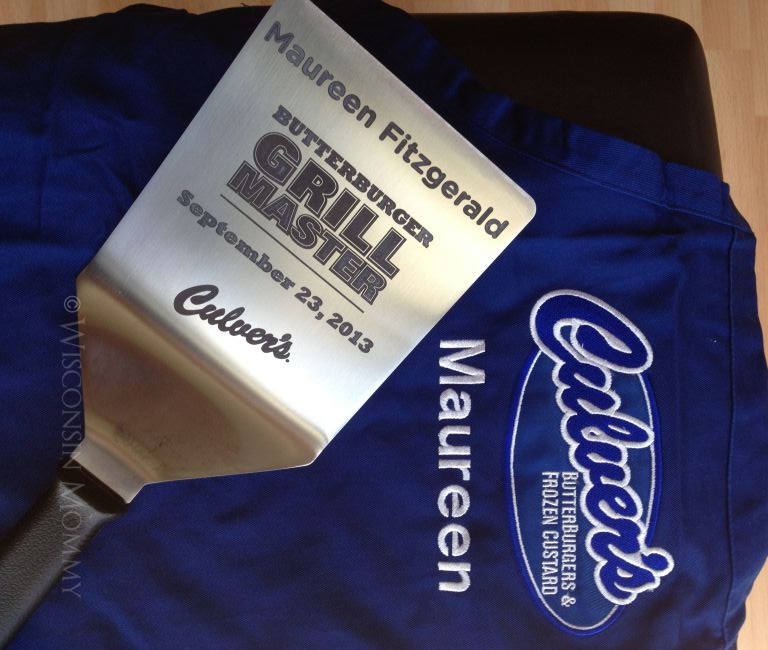 Maureen Fitzgerald
BUTTERBURGER
GRILL
MASTER
September 23, 2013
Culver's.
Culver's
BUTTERBURGERS &
FROZEN CUSTARD
Maureen
© WISCONSIN MOMMY